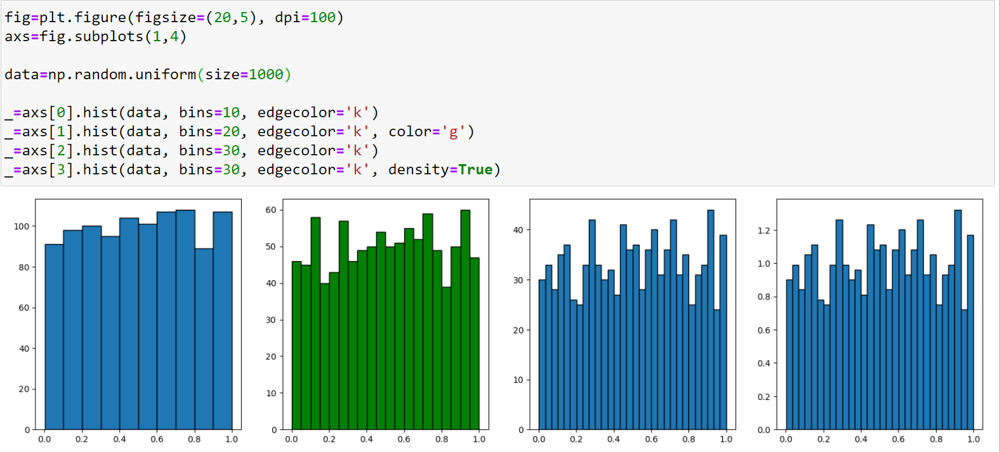 fig=plt.figure(figsize=(20,5), dpi=100)
axs=fig.subplots(1,4)
data=np.random.uniform(size=1000)
_=axs[0].hist(data, bins=10, edgecolor='k')
_=axs[1].hist(data, bins=20, edgecolor='k', color='g')
_=axs[2].hist(data, bins=30, edgecolor='k')
_=axs[3].hist(data, bins=30, edgecolor='k', density=True)
100
80
60
40
20
0
0.0 0.2 0.4 0.6 0.8 1.0
60
50
40
30
20
10
0
0.0 0.2 0.4 0.6 0.8 1.0
40
30
20
10
0
0.0 0.2 0.4 0.6 0.8 1.0
1.2
1.0
0.8
0.6
0.4
0.2
0.0
0.0 0.2 0.4 0.6 0.8 1.0